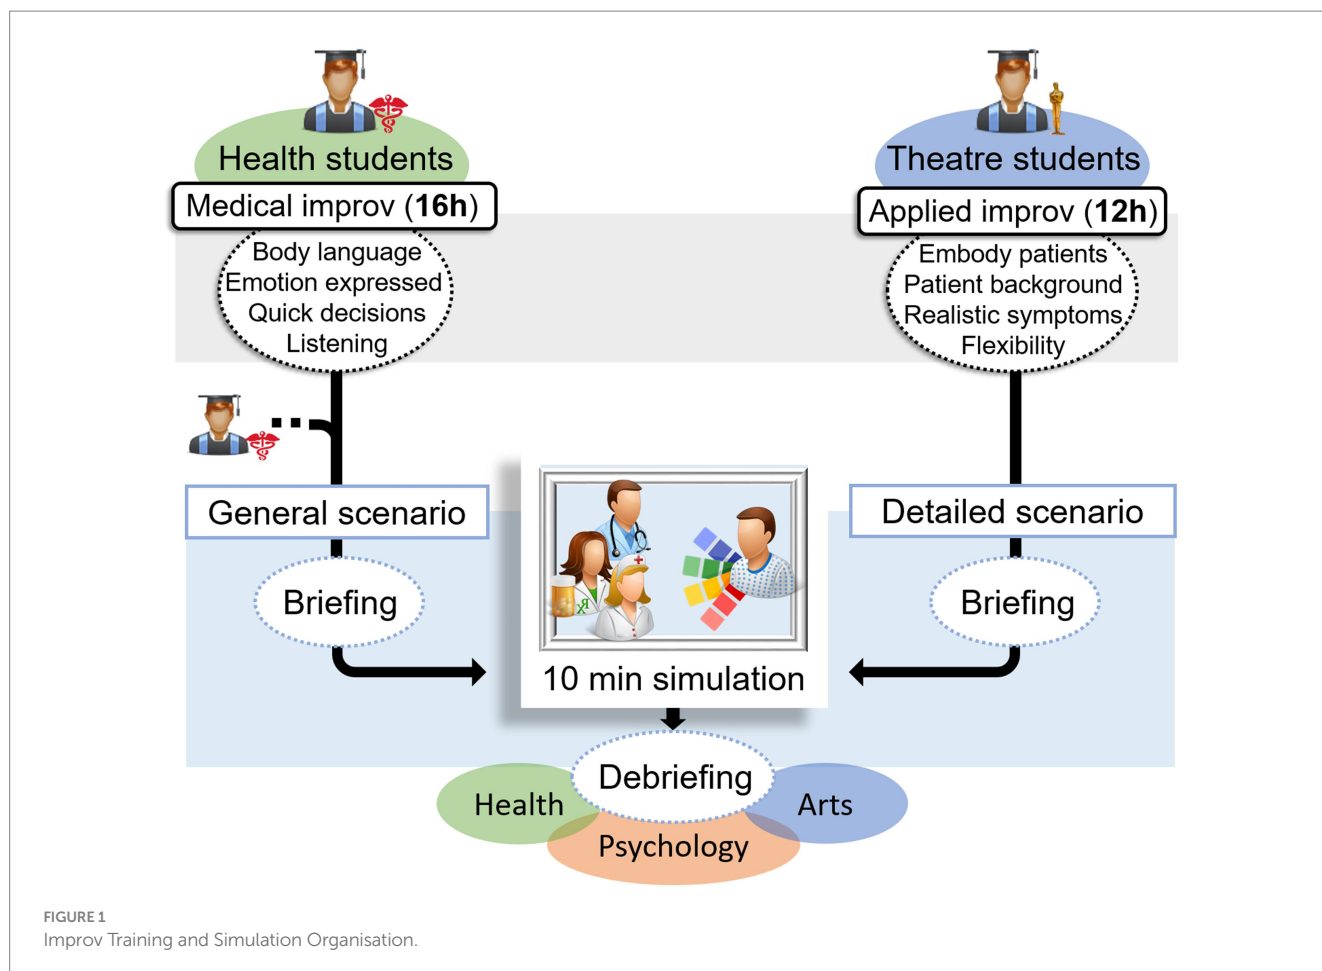 Health students
Medical improv (16h)
Body language
Emotion expressed
Quick decisions
Listening
Theatre students
Applied improv (12h)
Embody patients
Patient background
Realistic symptoms
Flexibility
General scenario
Briefing
Detailed scenario
Briefing
10 min simulation
Debriefing
Health
Psychology
Arts
FIGURE 1
Improv Training and Simulation Organisation.